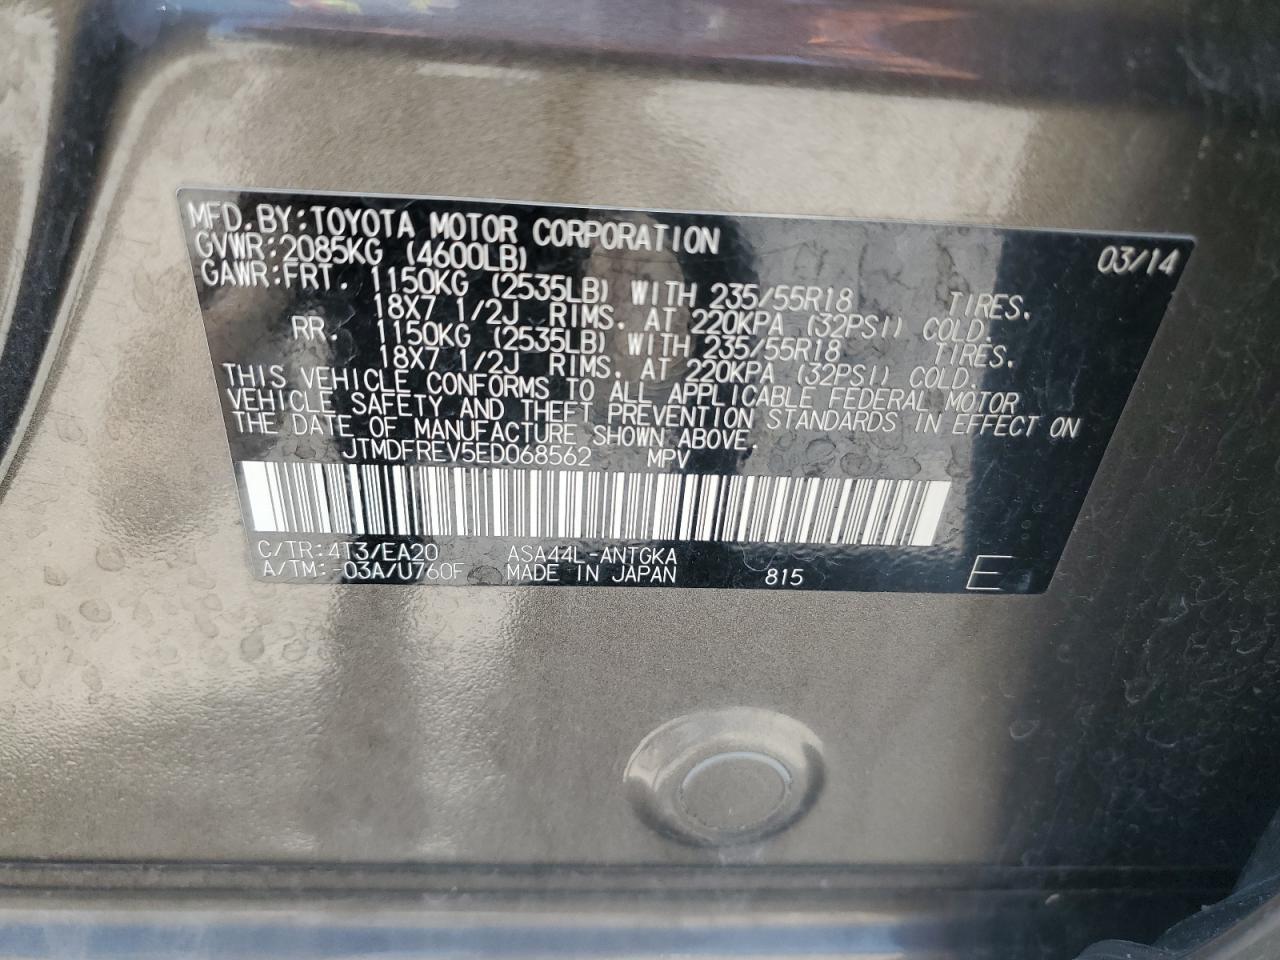 MFD.BY:TOYOTA MOTOR CORPORATION 03/14
GVWR:2085KG (4600LB)
GAWR:FRT. 1150KG (2535LB) WITH 235/55R18 TIRES.
18X7 1/2J RIMS. AT 220KPA (32PSI) COLD.
RR. 1150KG (2535LB) WITH 235/55R18 TIRES.
18X7 1/2J RIMS. AT 220KPA (32PSI) COLD.
THIS VEHICLE CONFORMS TO ALL APPLICABLE FEDERAL MOTOR
VEHICLE SAFETY AND THEFT PREVENTION STANDARDS IN EFFECT ON
THE DATE OF MANUFACTURE SHOWN ABOVE.
JTMDFREV5ED068562 MPV
C/TR:4T3/EA20 ASA44L-ANTGKA
A/TM:-03A/U760F MADE IN JAPAN 815 E